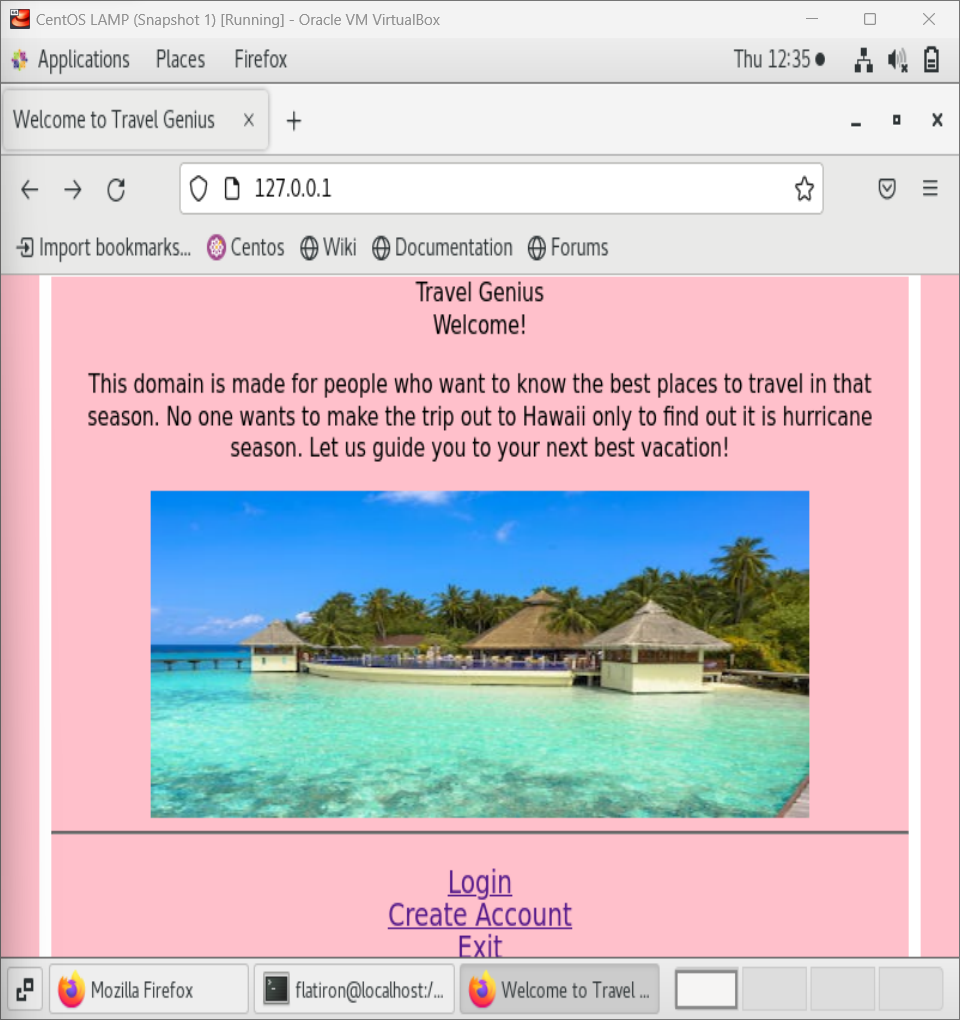 CentOS LAMP (Snapshot 1) [Running] - Oracle VM VirtualBox
Applications Places Firefox Thu 12:35
Welcome to Travel Genius
127.0.0.1
Import bookmarks... Centos Wiki Documentation Forums
Travel Genius
Welcome!
This domain is made for people who want to know the best places to travel in that
season. No one wants to make the trip out to Hawaii only to find out it is hurricane
season. Let us guide you to your next best vacation!
Login
Create Account
Exit
Mozilla Firefox flatiron@localhost:/... Welcome to Travel ...